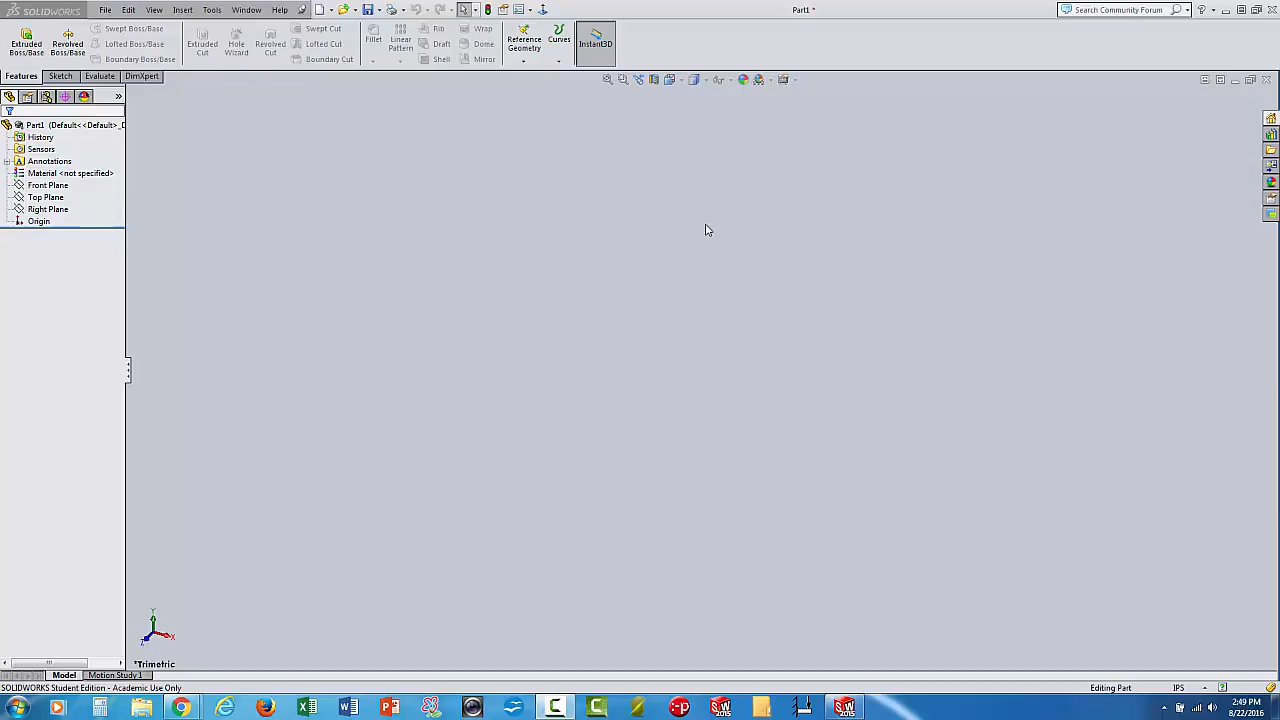 SOLIDWORKS File Edit View Insert Tools Window Help Part1 * Search Community Forum
Extruded Boss/Base
Revolved Boss/Base
Swept Boss/Base
Lofted Boss/Base
Boundary Boss/Base
Extruded Cut
Hole Wizard
Revolved Cut
Swept Cut
Lofted Cut
Boundary Cut
Fillet
Linear Pattern
Rib
Draft
Shell
Wrap
Dome
Mirror
Reference Geometry
Curves
Instant3D
Features Sketch Evaluate DimXpert
Part1 (Default<<Default>_D
History
Sensors
Annotations
Material <not specified>
Front Plane
Top Plane
Right Plane
Origin
Y
X
Z
*Trimetric
Model Motion Study 1
SOLIDWORKS Student Edition - Academic Use Only Editing Part IPS
2:49 PM
8/22/2016